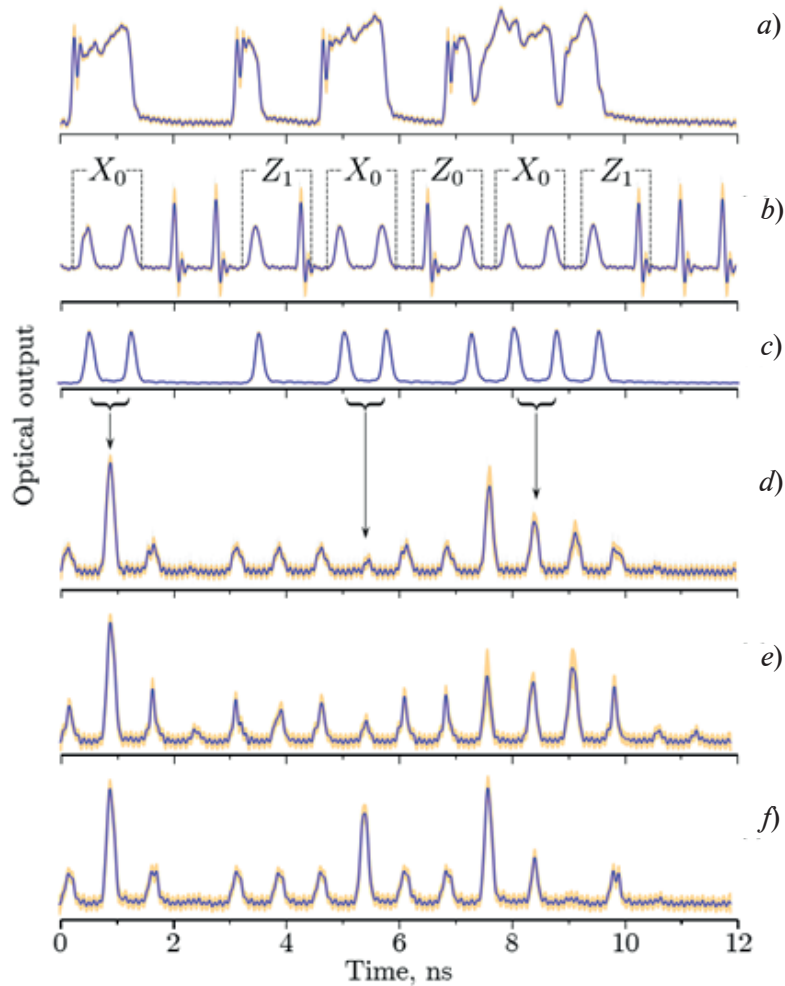 a)
X₀ Z₁ X₀ Z₀ X₀ Z₁
b)
c)
d)
e)
f)
Optical output
0 2 4 6 8 10 12
Time, ns